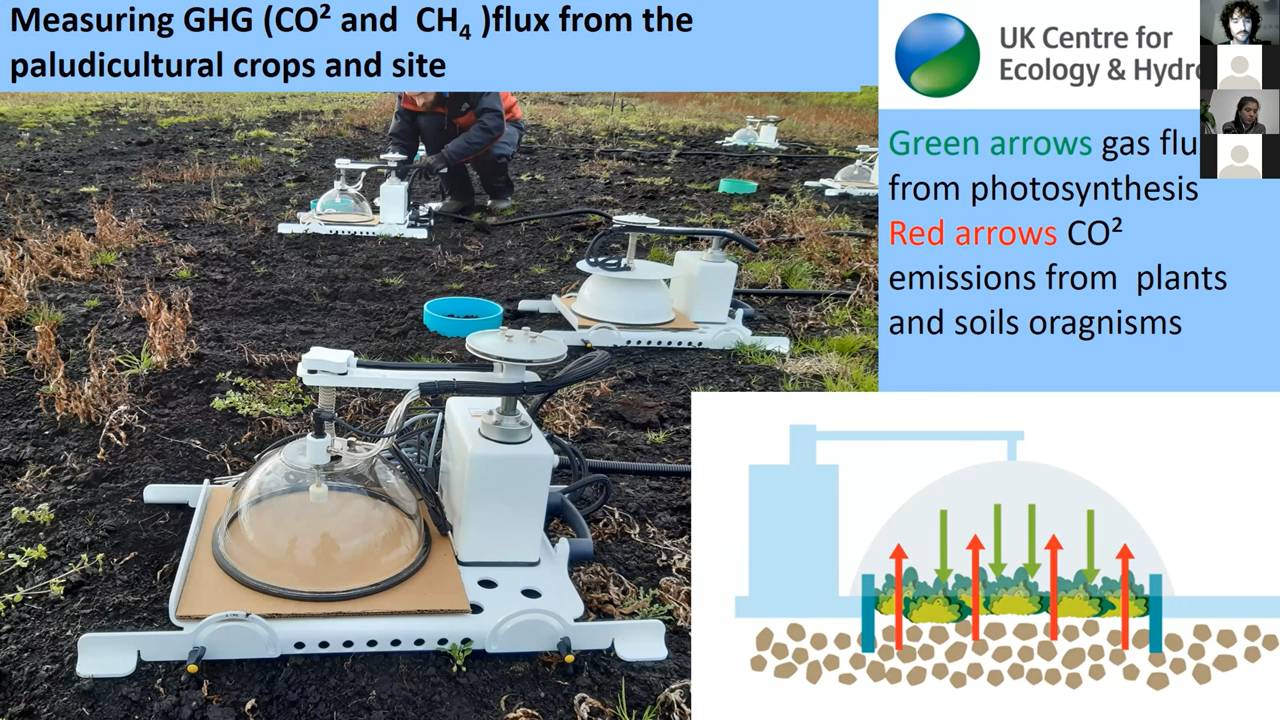 Measuring GHG (CO² and CH₄ )flux from the
paludicultural crops and site
UK Centre for
Ecology & Hydro
Green arrows gas flu
from photosynthesis
Red arrows CO²
emissions from plants
and soils oragnisms